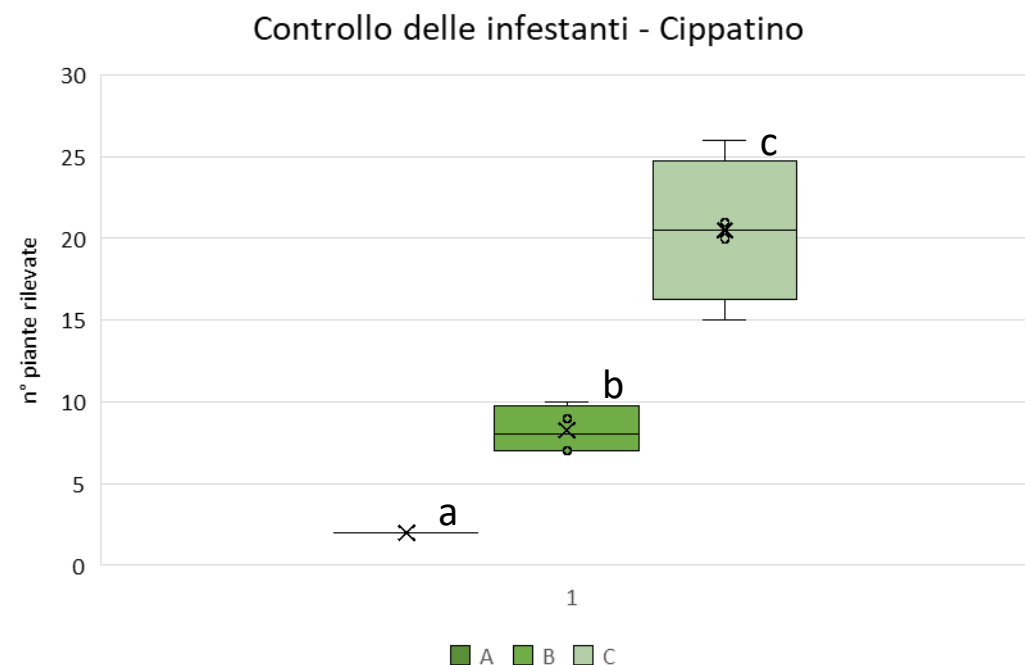 Controllo delle infestanti - Cippatino
n° piante rilevate
30
25
20
15
10
5
0
c
b
a
1
A B C